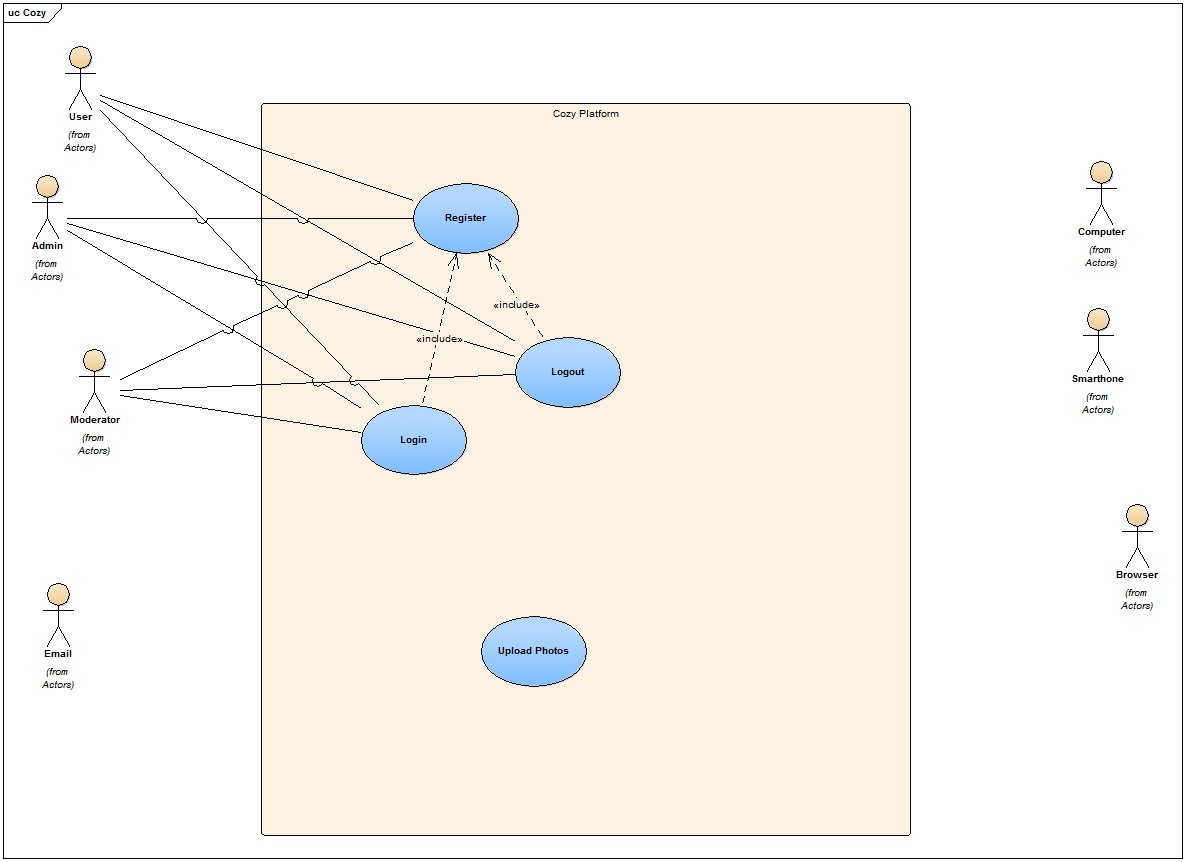 uc Cozy
User
(from
Actors)
Cozy Platform
Admin
(from
Actors)
Register
Computer
(from
Actors)
«include»
«include»
Smarthone
(from
Actors)
Logout
Moderator
(from
Actors)
Login
Browser
(from
Actors)
Email
(from
Actors)
Upload Photos